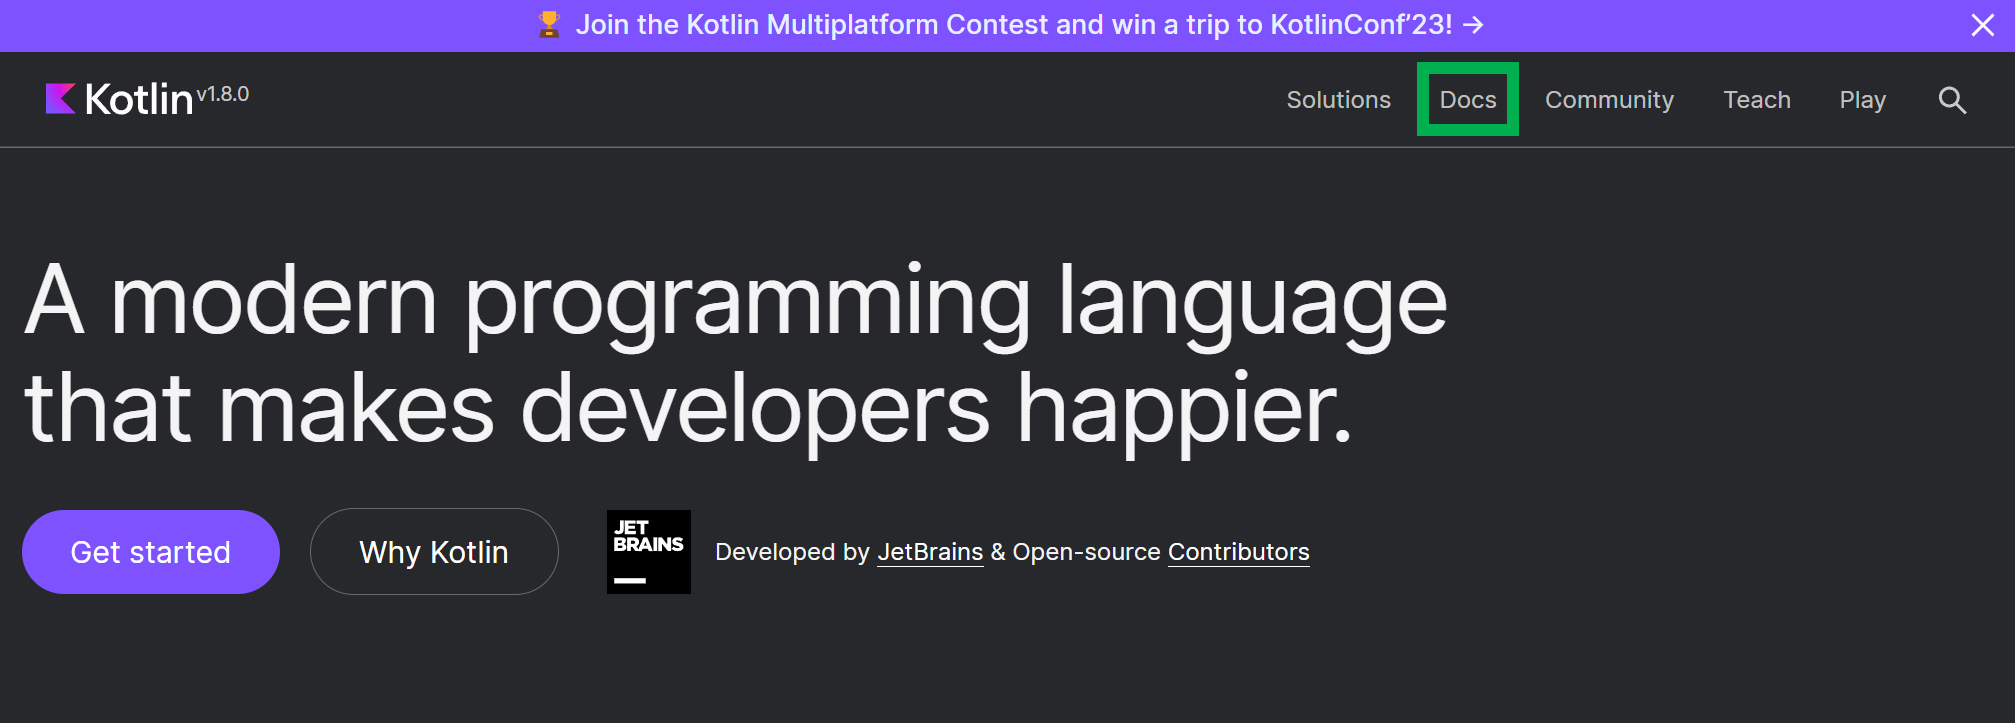 🏆 Join the Kotlin Multiplatform Contest and win a trip to KotlinConf’23! →
Kotlin v1.8.0
Solutions Docs Community Teach Play
A modern programming language
that makes developers happier.
Get started
Why Kotlin
JET
BRAINS
Developed by JetBrains & Open-source Contributors